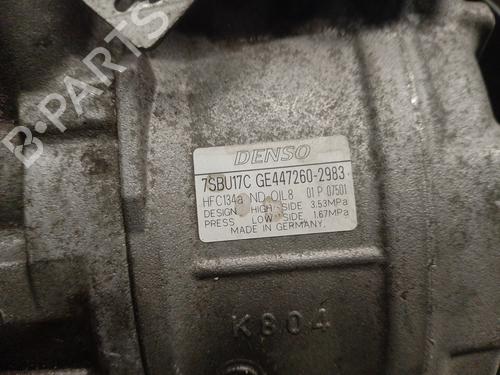 DENSO
7SBU17C GE447260-2983
HFC134a ND-OIL8 01 P 07501
DESIGN HIGH SIDE 3.53MPa
PRESS LOW SIDE 1.67MPa
MADE IN GERMANY.
K804
B-PARTS